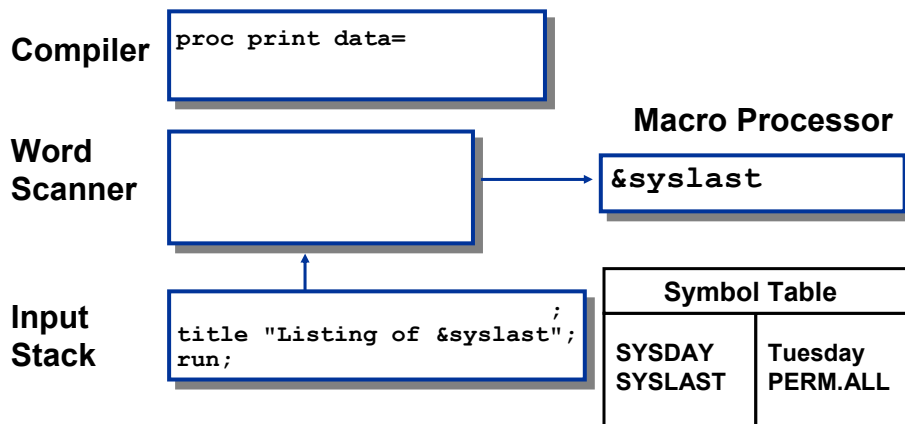 Compiler
proc print data=
Macro Processor
Word
Scanner
&syslast
Input
Stack
;
title "Listing of &syslast";
run;
Symbol Table
SYSDAY Tuesday
SYSLAST PERM.ALL